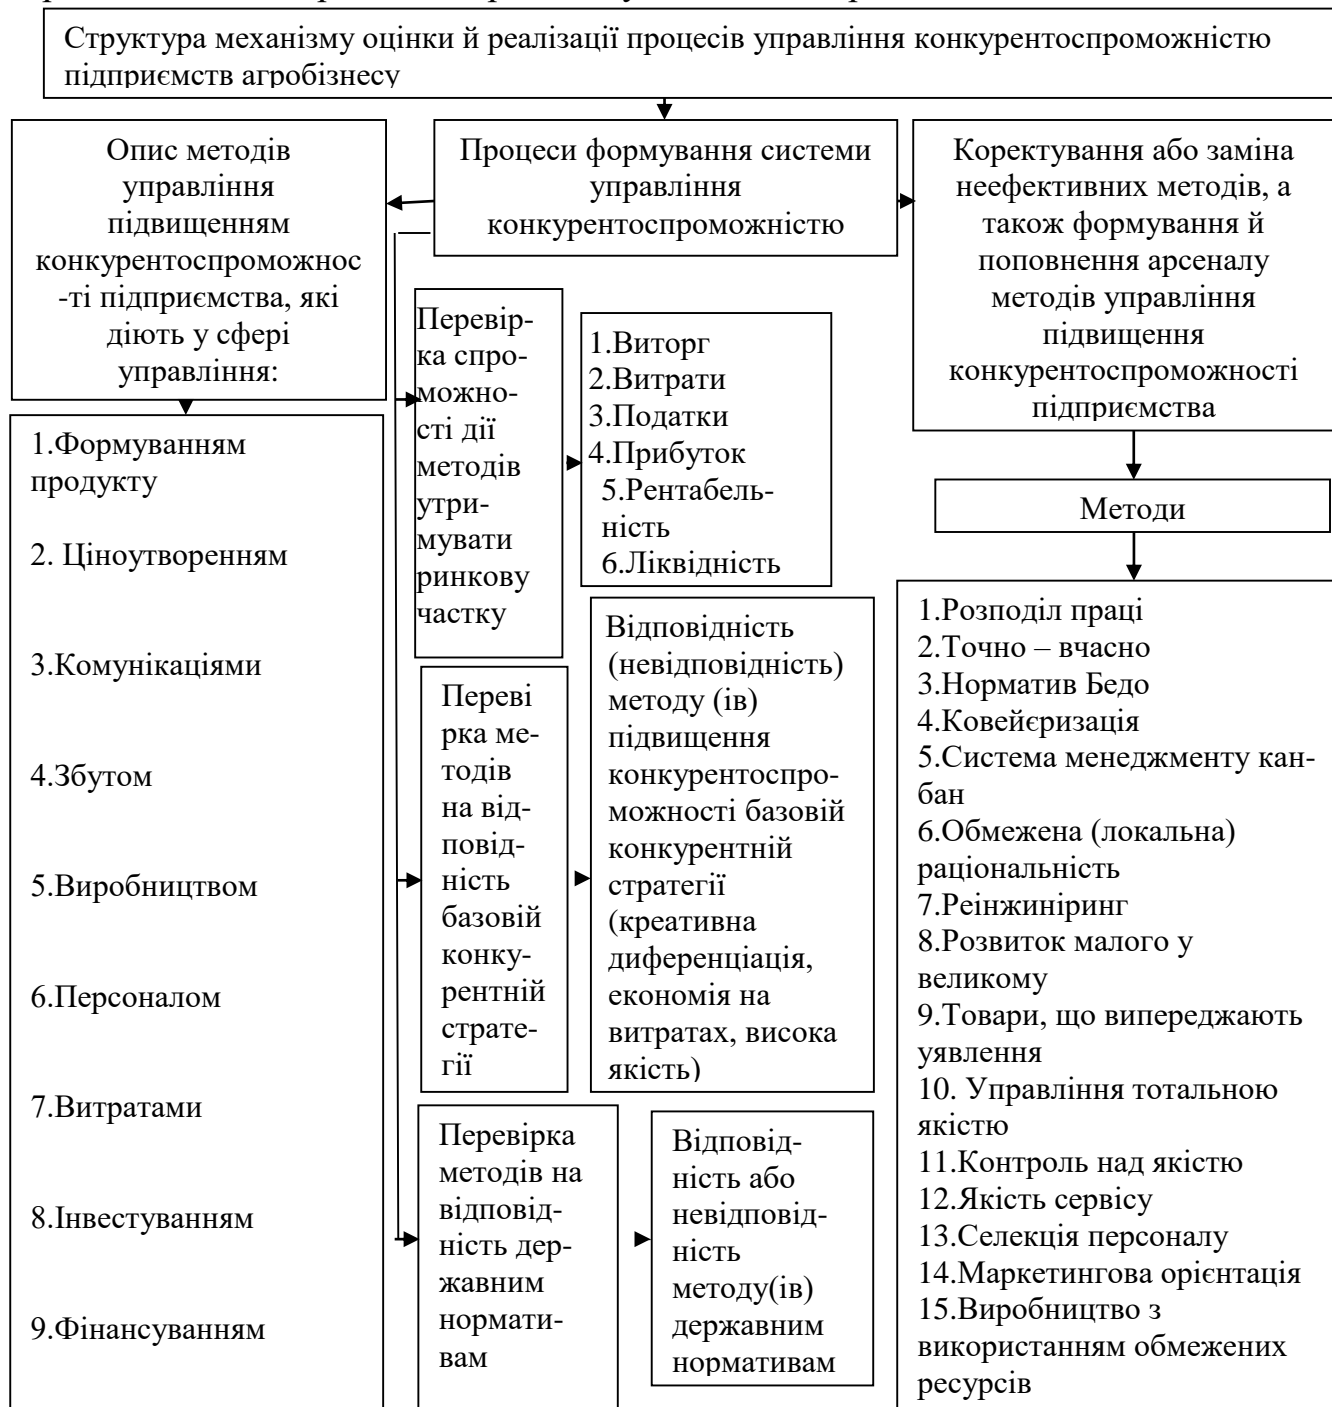 Структура механізму оцінки й реалізації процесів управління конкурентоспроможністю
підприємств агробізнесу
Опис методів
управління
підвищенням
конкурентоспроможнос
-ті підприємства, які
діють у сфері
управління:
1.Формуванням
продукту
2. Ціноутворенням
3.Комунікаціями
4.Збутом
5.Виробництвом
6.Персоналом
7.Витратами
8.Інвестуванням
9.Фінансуванням
Процеси формування системи
управління
конкурентоспроможністю
Перевір-
ка спро-
можно-
сті дії
методів
утри-
мувати
ринкову
частку
1.Виторг
2.Витрати
3.Податки
4.Прибуток
5.Рентабель-
ність
6.Ліквідність
Переві
рка ме-
тодів
на від-
повід-
ність
базовій
конку-
рентній
страте-
гії
Відповідність
(невідповідність)
методу (ів)
підвищення
конкурентоспро-
можності базовій
конкурентній
стратегії
(креативна
диференціація,
економія на
витратах, висока
якість)
Перевірка
методів на
відповід-
ність дер-
жавним
нормати-
вам
Відповід-
ність або
невідповід-
ність
методу(ів)
державним
нормативам
Коректування або заміна
неефективних методів, а
також формування й
поповнення арсеналу
методів управління
підвищення
конкурентоспроможності
підприємства
Методи
1.Розподіл праці
2.Точно – вчасно
3.Норматив Бедо
4.Ковейєризація
5.Система менеджменту кан-
бан
6.Обмежена (локальна)
раціональність
7.Реінжиніринг
8.Розвиток малого у
великому
9.Товари, що випереджають
уявлення
10. Управління тотальною
якістю
11.Контроль над якістю
12.Якість сервісу
13.Селекція персоналу
14.Маркетингова орієнтація
15.Виробництво з
використанням обмежених
ресурсів